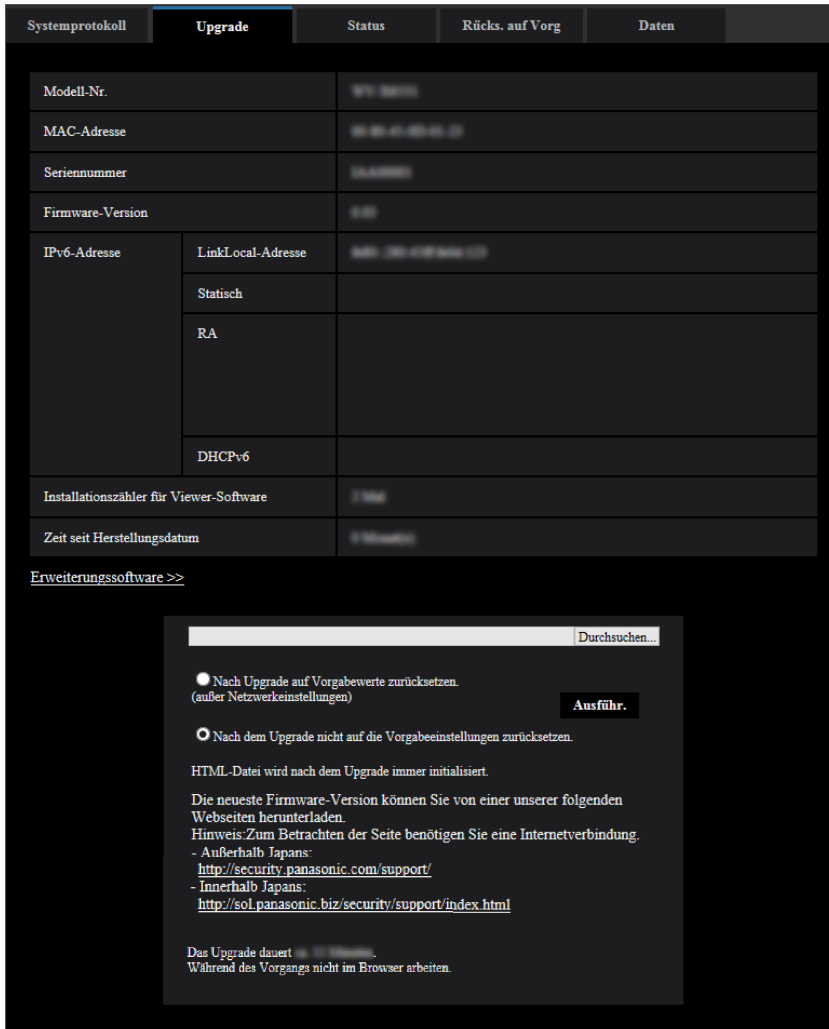 Systemprotokoll Upgrade Status Rücks. auf Vorg Daten
Modell-Nr.
MAC-Adresse
Seriennummer
Firmware-Version
IPv6-Adresse LinkLocal-Adresse
Statisch
RA
DHCPv6
Installationszähler für Viewer-Software
Zeit seit Herstellungsdatum
Erweiterungssoftware >>
Durchsuchen...
Nach Upgrade auf Vorgabewerte zurücksetzen.
(außer Netzwerkeinstellungen)
Ausführ.
Nach dem Upgrade nicht auf die Vorgabeeinstellungen zurücksetzen.
HTML-Datei wird nach dem Upgrade immer initialisiert.
Die neueste Firmware-Version können Sie von einer unserer folgenden
Webseiten herunterladen.
Hinweis:Zum Betrachten der Seite benötigen Sie eine Internetverbindung.
- Außerhalb Japans:
http://security.panasonic.com/support/
- Innerhalb Japans:
http://sol.panasonic.biz/security/support/index.html
Das Upgrade dauert .
Während des Vorgangs nicht im Browser arbeiten.